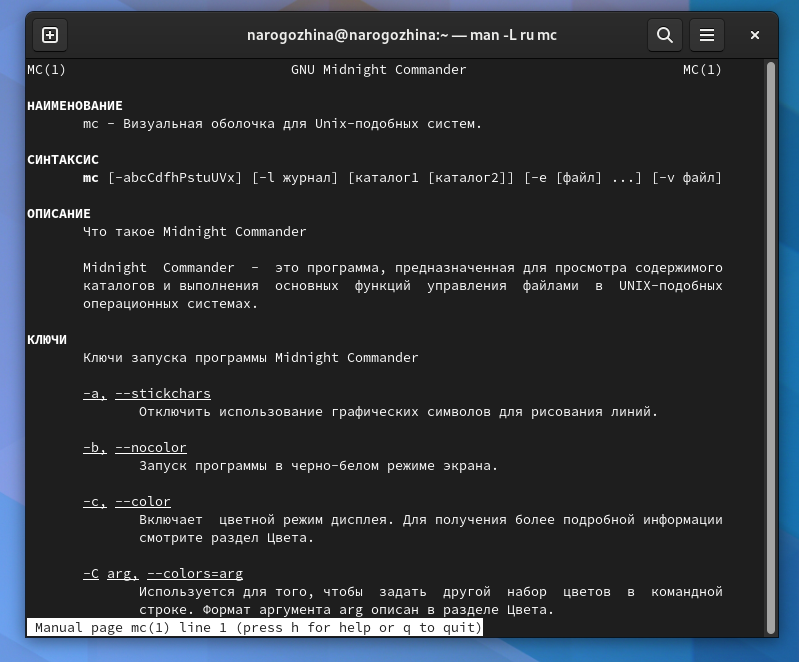 narogozhina@narogozhina:~ — man -L ru mc
MC(1) GNU Midnight Commander MC(1)
НАИМЕНОВАНИЕ
mc - Визуальная оболочка для Unix-подобных систем.
СИНТАКСИС
mc [-abcCdfhPstuUVx] [-l журнал] [каталог1 [каталог2]] [-e [файл] ...] [-v файл]
ОПИСАНИЕ
Что такое Midnight Commander
Midnight Commander - это программа, предназначенная для просмотра содержимого
каталогов и выполнения основных функций управления файлами в UNIX-подобных
операционных системах.
КЛЮЧИ
Ключи запуска программы Midnight Commander
-a, --stickchars
Отключить использование графических символов для рисования линий.
-b, --nocolor
Запуск программы в черно-белом режиме экрана.
-c, --color
Включает цветной режим дисплея. Для получения более подробной информации
смотрите раздел Цвета.
-C arg, --colors=arg
Используется для того, чтобы задать другой набор цветов в командной
строке. Формат аргумента arg описан в разделе Цвета.
Manual page mc(1) line 1 (press h for help or q to quit)